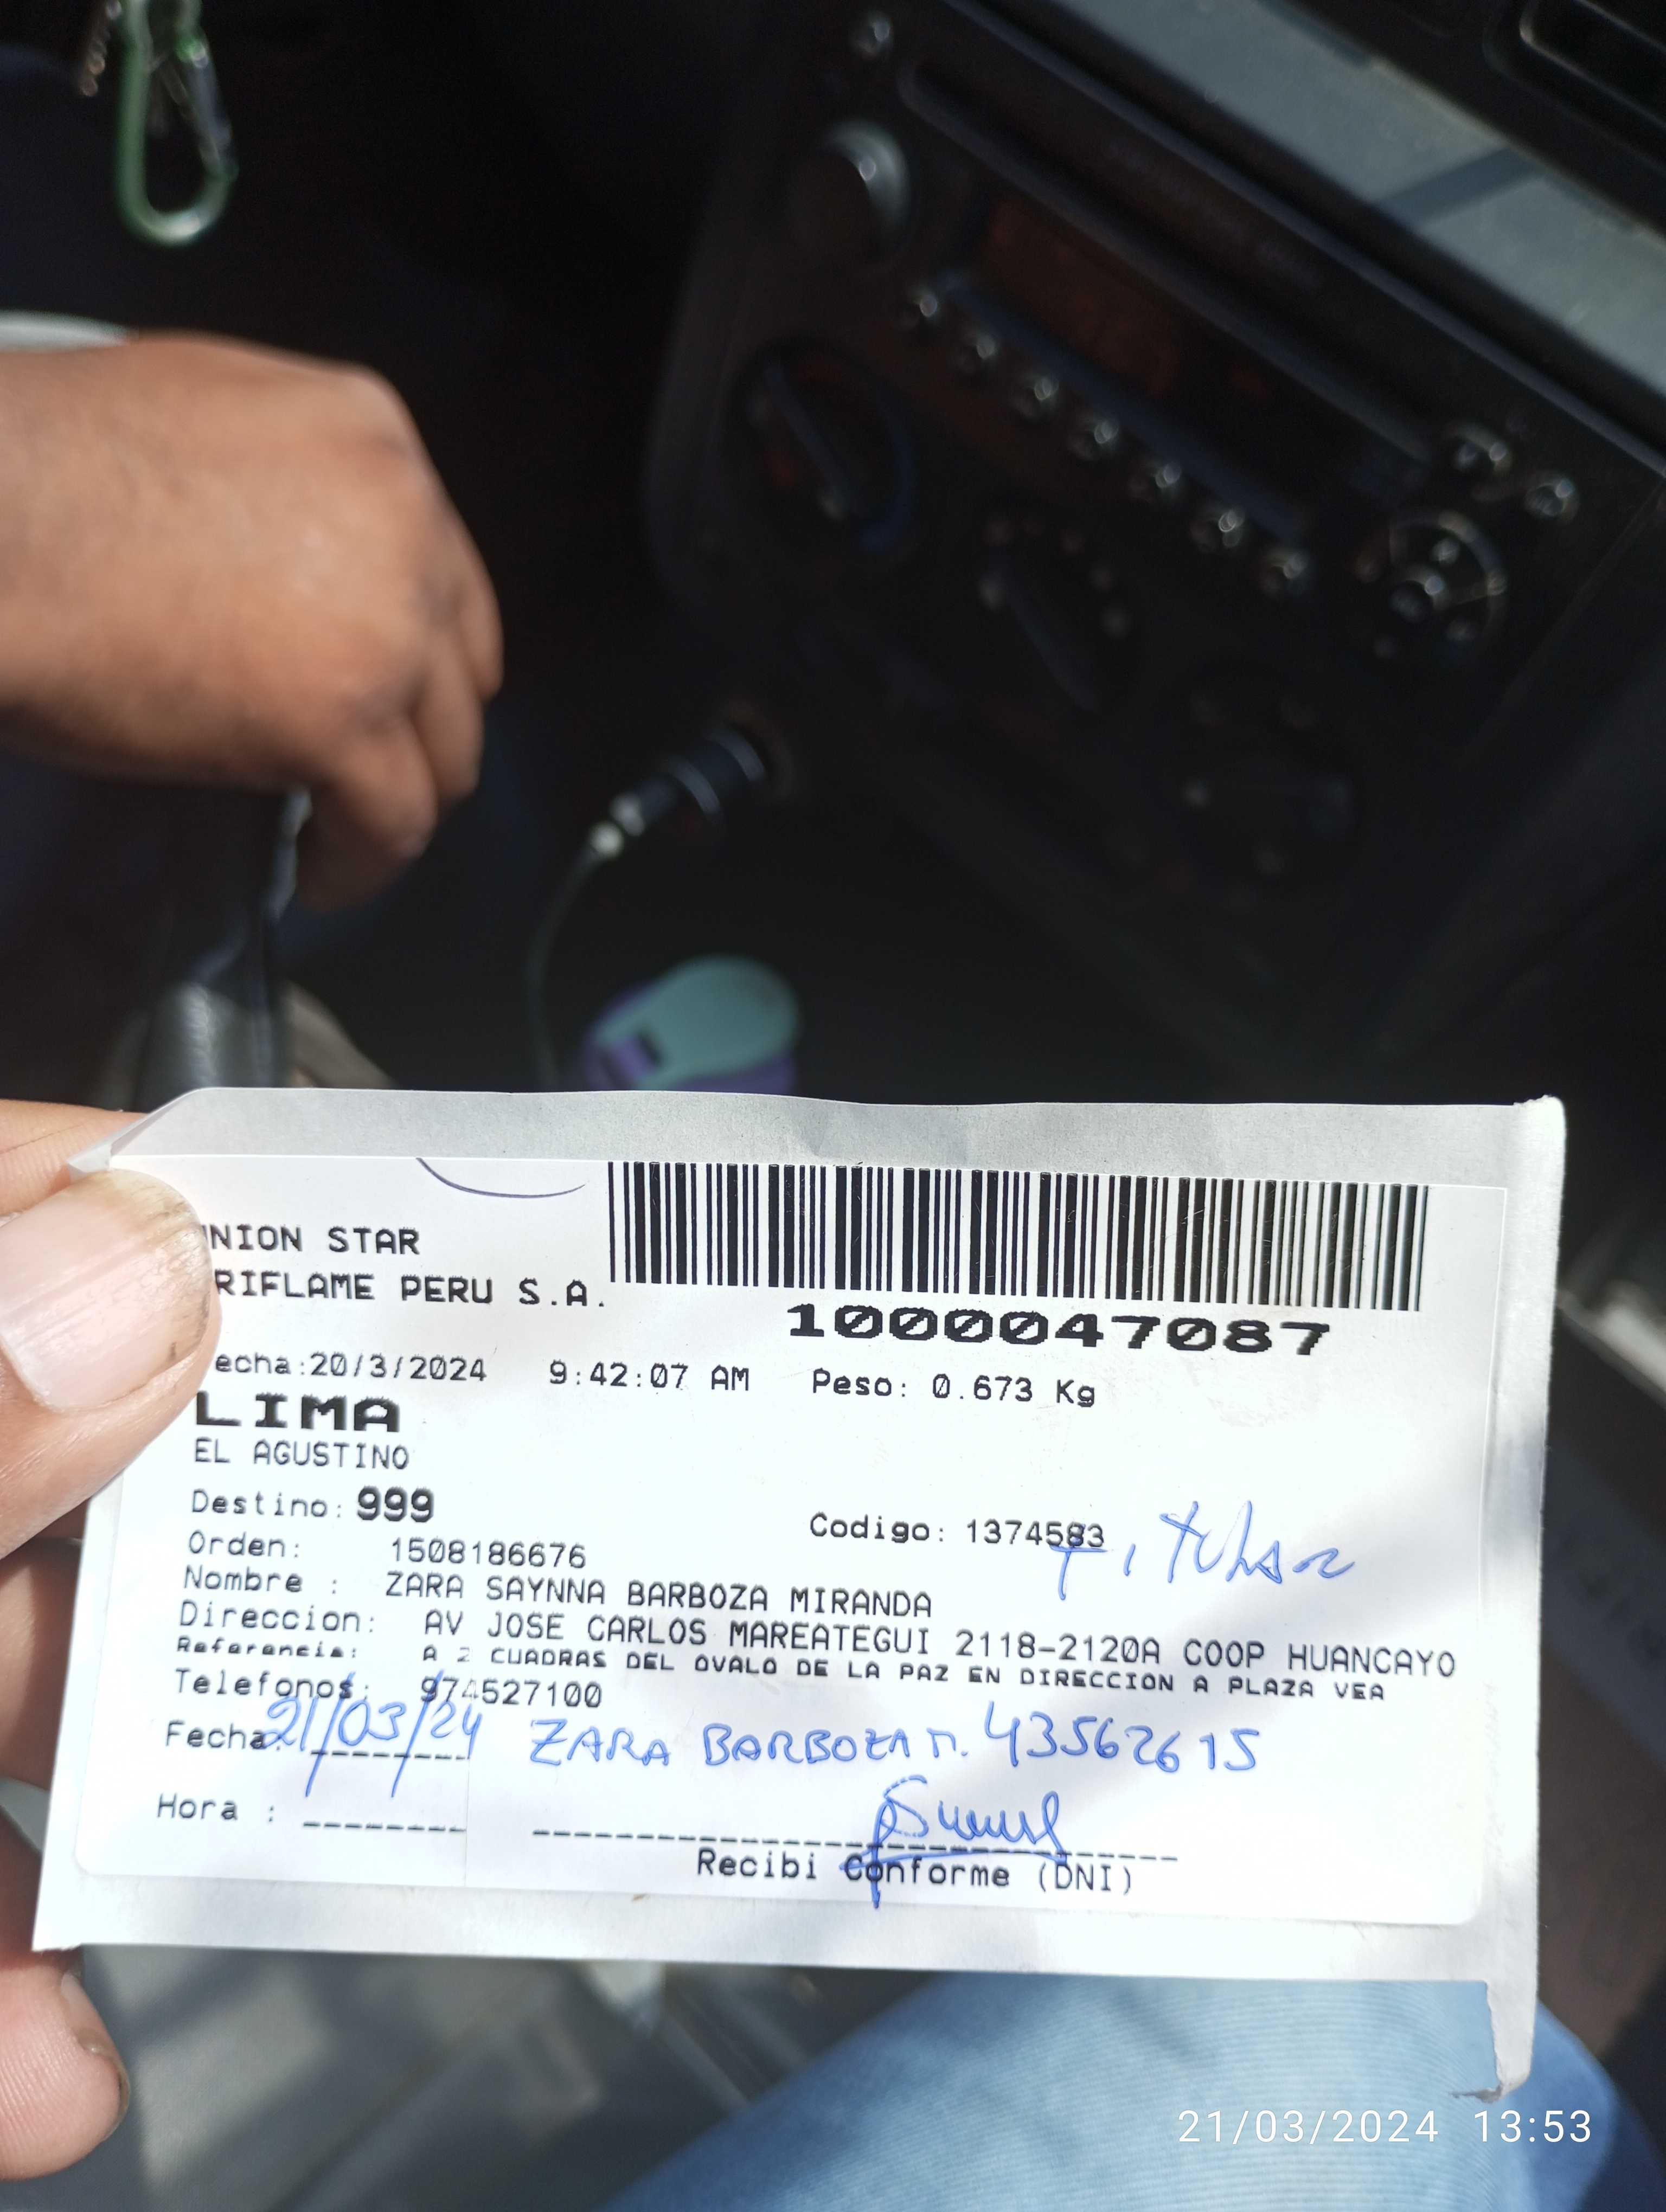 NION STAR
RIFLAME PERU S.A.
1000047087
echa:20/3/2024 9:42:07 AM Peso: 0.673 Kg
LIMA
EL AGUSTINO
Destino: 999
Codigo: 1374583 Titular
Orden: 1508186676
Nombre : ZARA SAYNNA BARBOZA MIRANDA
Direccion: AV JOSE CARLOS MAREATEGUI 2118-2120A COOP HUANCAYO
Referencia: A 2 CUADRAS DEL OVALO DE LA PAZ EN DIRECCION A PLAZA VEA
Telefonos: 974527100
Fecha: 21/03/24 ZARA BARBOZA M. 43562615
Hora :
Recibi Conforme (DNI)
21/03/2024 13:53